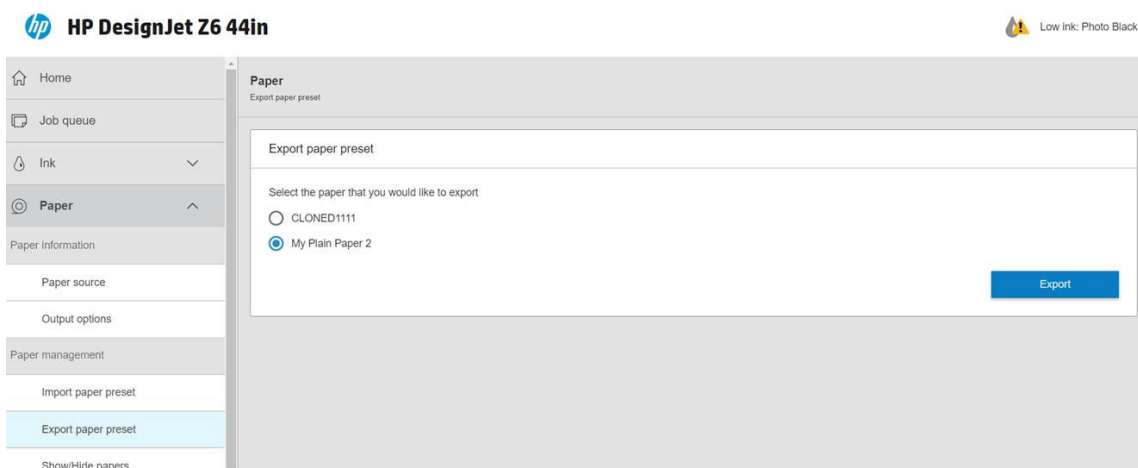 hp HP DesignJet Z6 44in
Low ink: Photo Black
Home
Job queue
Ink
Paper
Paper information
Paper source
Output options
Paper management
Import paper preset
Export paper preset
Show/Hide papers
Paper
Export paper preset
Export paper preset
Select the paper that you would like to export
CLONED1111
My Plain Paper 2
Export